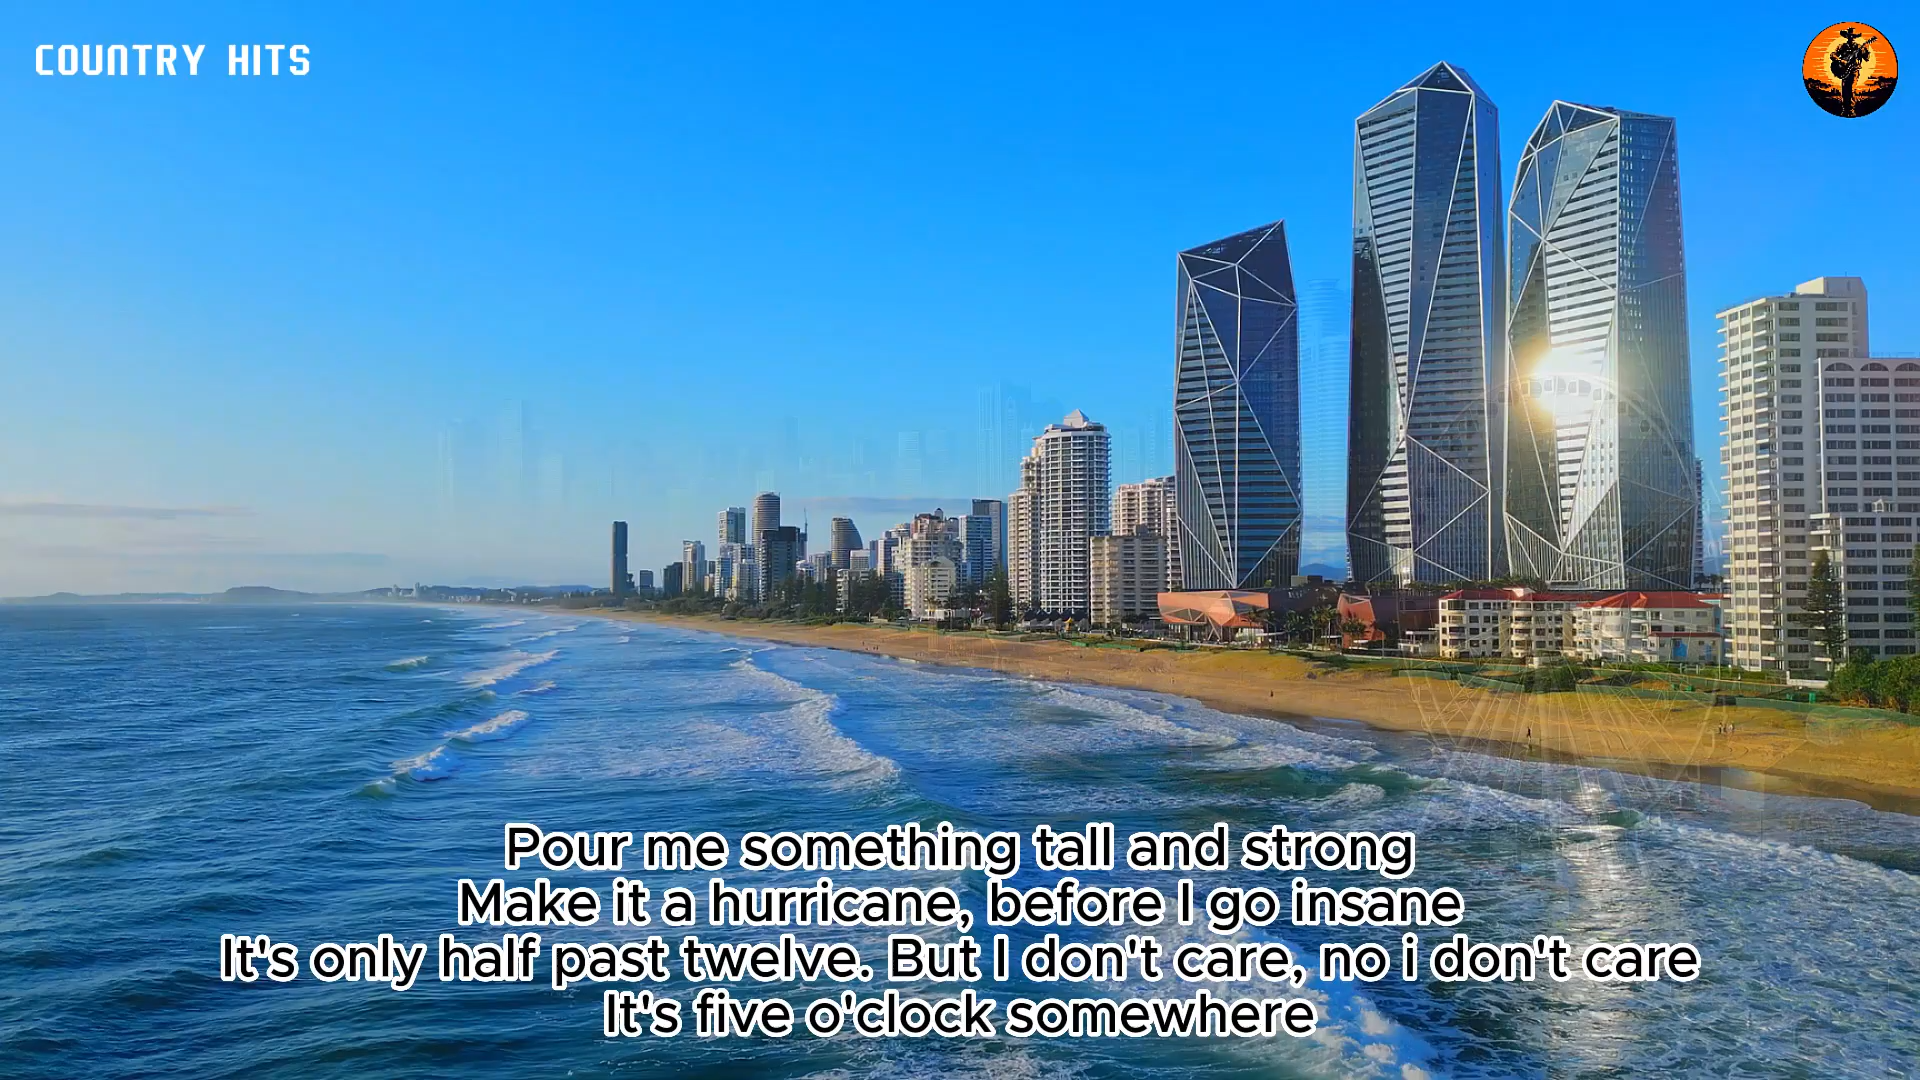 COUNTRY HITS
Pour me something tall and strong
Make it a hurricane, before I go insane
It's only half past twelve. But I don't care, no i don't care
It's five o'clock somewhere